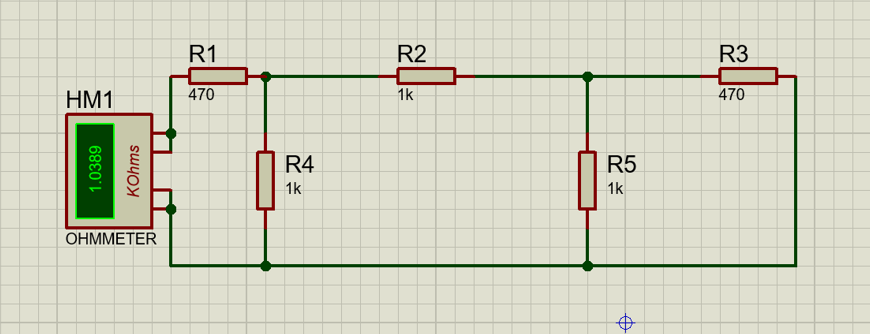 R1
470
R2
1k
R3
470
HM1
1.0389
KOhms
OHMMETER
R4
1k
R5
1k